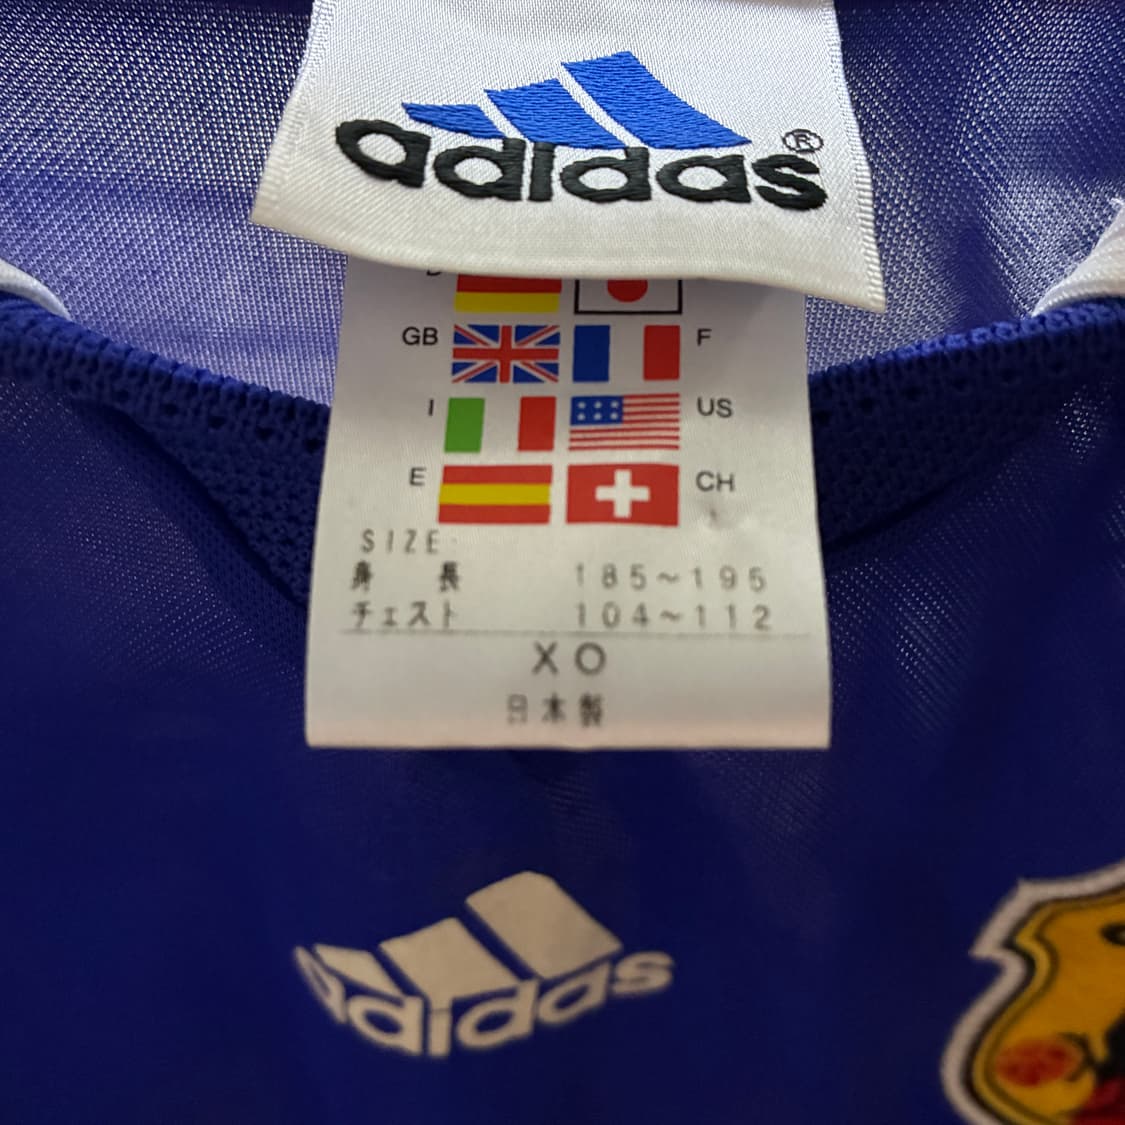 adidas®
GB F
I US
E CH
SIZE
身長 185~195
チェスト 104~112
XO
日本製
adidas